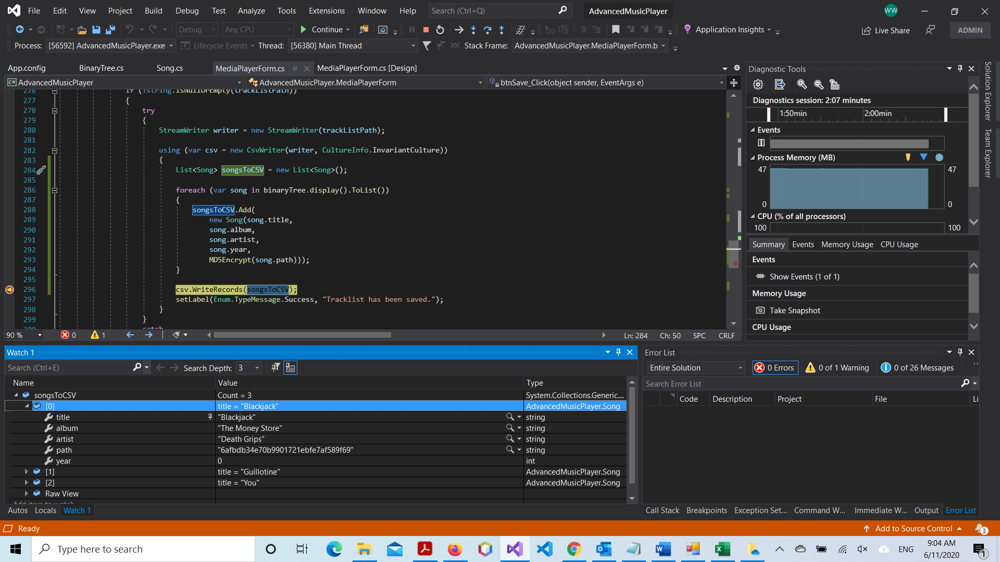 File Edit View Project Build Debug Test Analyze Tools Extensions Window Help Search (Ctrl+Q) AdvancedMusicPlayer WW
Debug Any CPU Continue Application Insights Live Share ADMIN
Process: [56592] AdvancedMusicPlayer.exe Lifecycle Events Thread: [56380] Main Thread Stack Frame: AdvancedMusicPlayer.MediaPlayerForm.b
App.config BinaryTree.cs Song.cs MediaPlayerForm.cs MediaPlayerForm.cs [Design]
C# AdvancedMusicPlayer AdvancedMusicPlayer.MediaPlayerForm btnSave_Click(object sender, EventArgs e)
276 if (!string.IsNullOrEmpty(trackListPath))
277 {
278 try
279 {
280 StreamWriter writer = new StreamWriter(trackListPath);
281
282 using (var csv = new CsvWriter(writer, CultureInfo.InvariantCulture))
283 {
284 List<Song> songsToCSV = new List<Song>();
285
286 foreach (var song in binaryTree.display().ToList())
287 {
288 songsToCSV.Add(
289 new Song(song.title,
290 song.album,
291 song.artist,
292 song.year,
293 MD5Encrypt(song.path)));
294 }
295
296 csv.WriteRecords(songsToCSV);
297 setLabel(Enum.TypeMessage.Success, "Tracklist has been saved.");
298 }
299 }
300 catch
90 % 0 1 Ln: 284 Ch: 50 SPC CRLF
Diagnostic Tools
Diagnostics session: 2:07 minutes
1:50min 2:00min
Events
Process Memory (MB)
47 47
0 0
CPU (% of all processors)
100 100
Summary Events Memory Usage CPU Usage
Events
Show Events (1 of 1)
Memory Usage
Take Snapshot
CPU Usage
Solution Explorer
Team Explorer
Watch 1
Search (Ctrl+E) Search Depth: 3
Name Value Type
songsToCSV Count = 3 System.Collections.Generic....
[0] title = "Blackjack" AdvancedMusicPlayer.Song
title "Blackjack" string
album "The Money Store" string
artist "Death Grips" string
path "6afbdb34e70b9901721ebfe7af589f69" string
year 0 int
[1] title = "Guillotine" AdvancedMusicPlayer.Song
[2] title = "You" AdvancedMusicPlayer.Song
Raw View
Add item to watch
Autos Locals Watch 1
Error List
Entire Solution 0 Errors 0 of 1 Warning 0 of 26 Messages
Search Error List
Code Description Project File Li
Call Stack Breakpoints Exception Set... Command W... Immediate W... Output Error List
Ready Add to Source Control 3
Type here to search ENG 9:04 AM
6/11/2020 1